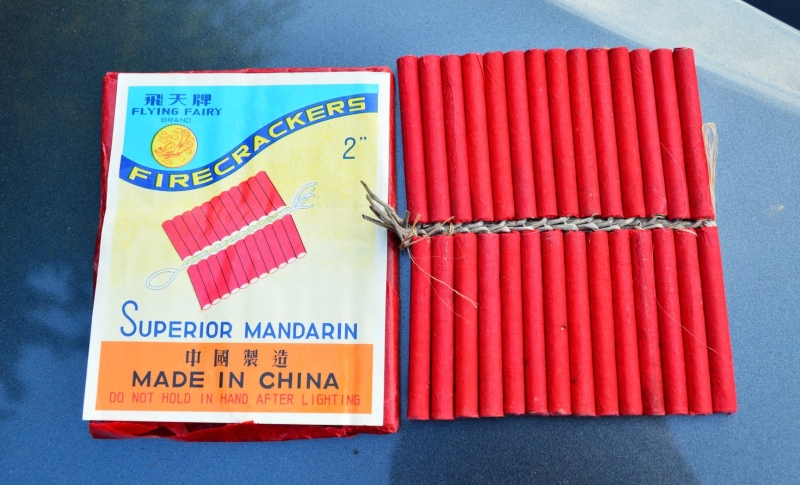 飛天牌
FLYING FAIRY
BRAND
FIRECRACKERS
2"
SUPERIOR MANDARIN
中國製造
MADE IN CHINA
DO NOT HOLD IN HAND AFTER LIGHTING